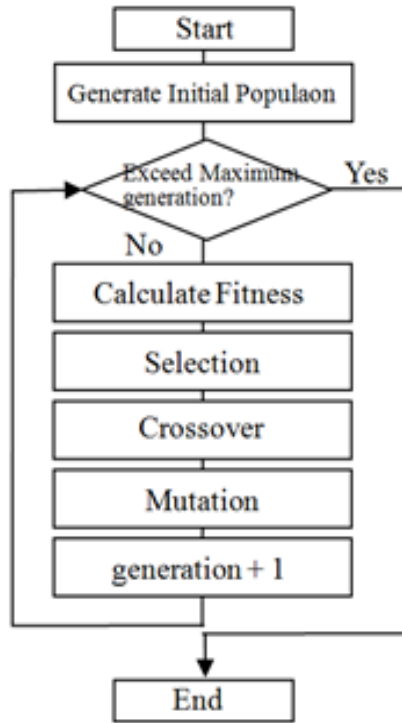 Start
Generate Initial Populaon
Exceed Maximum
generation?
Yes
No
Calculate Fitness
Selection
Crossover
Mutation
generation + 1
End